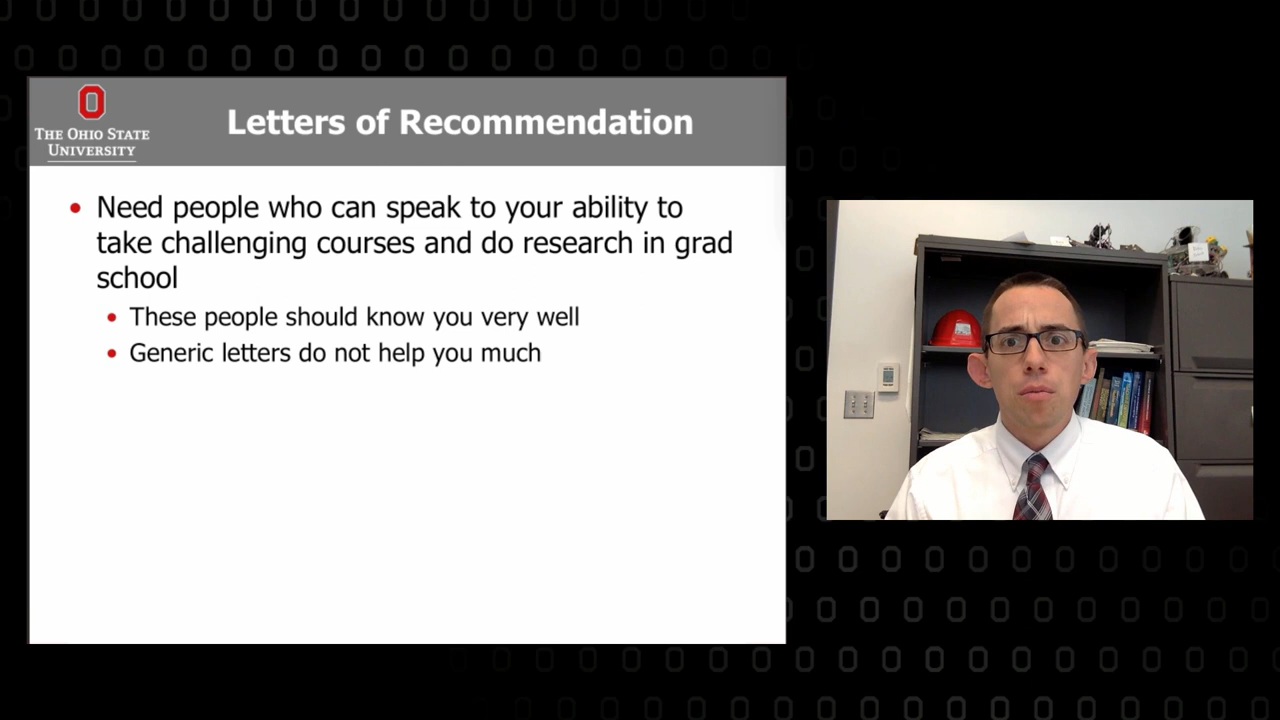 THE OHIO STATE
UNIVERSITY
Letters of Recommendation
• Need people who can speak to your ability to
take challenging courses and do research in grad
school
• These people should know you very well
• Generic letters do not help you much